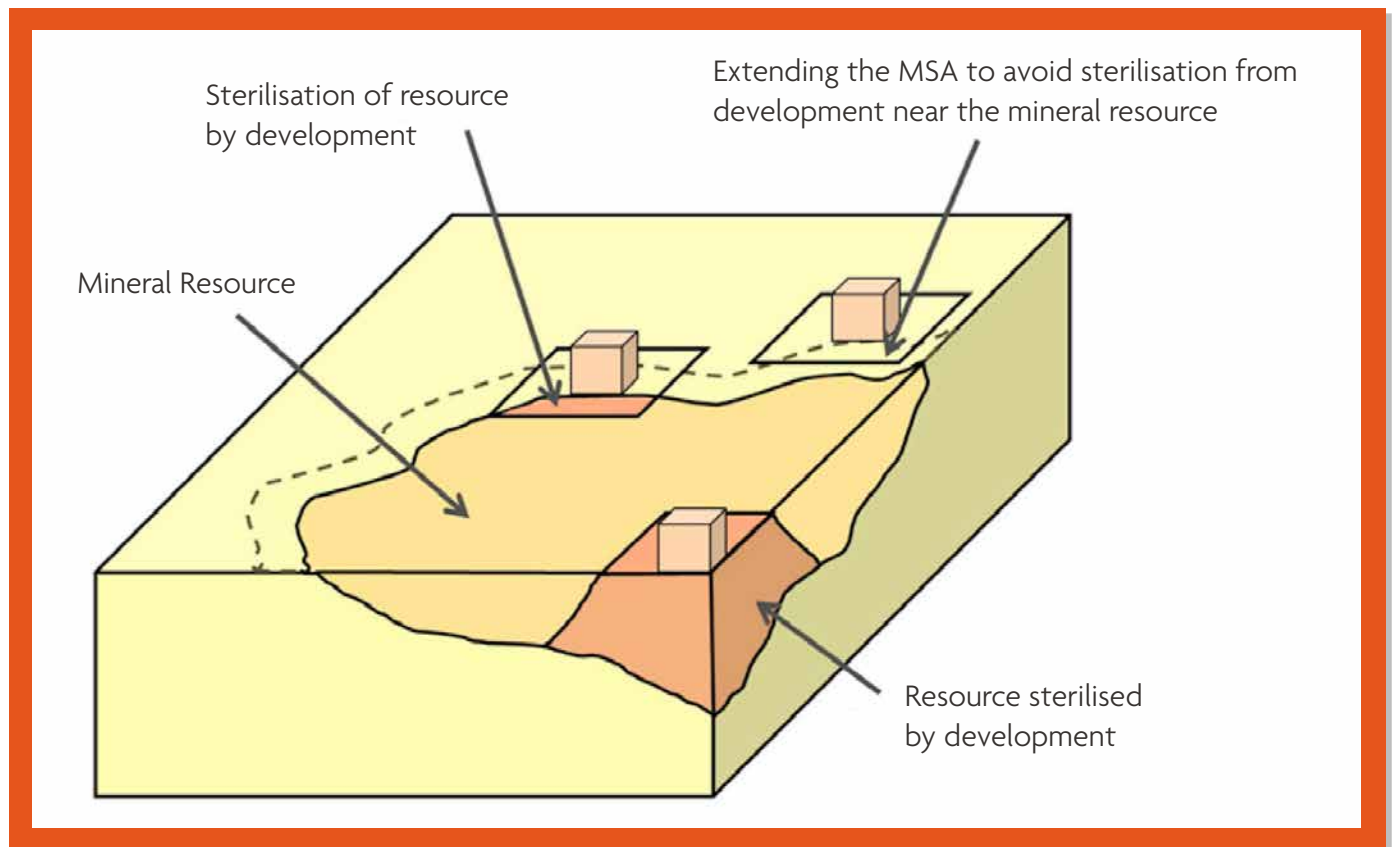 Sterilisation of resource
by development
Extending the MSA to avoid sterilisation from
development near the mineral resource
Mineral Resource
Resource sterilised
by development